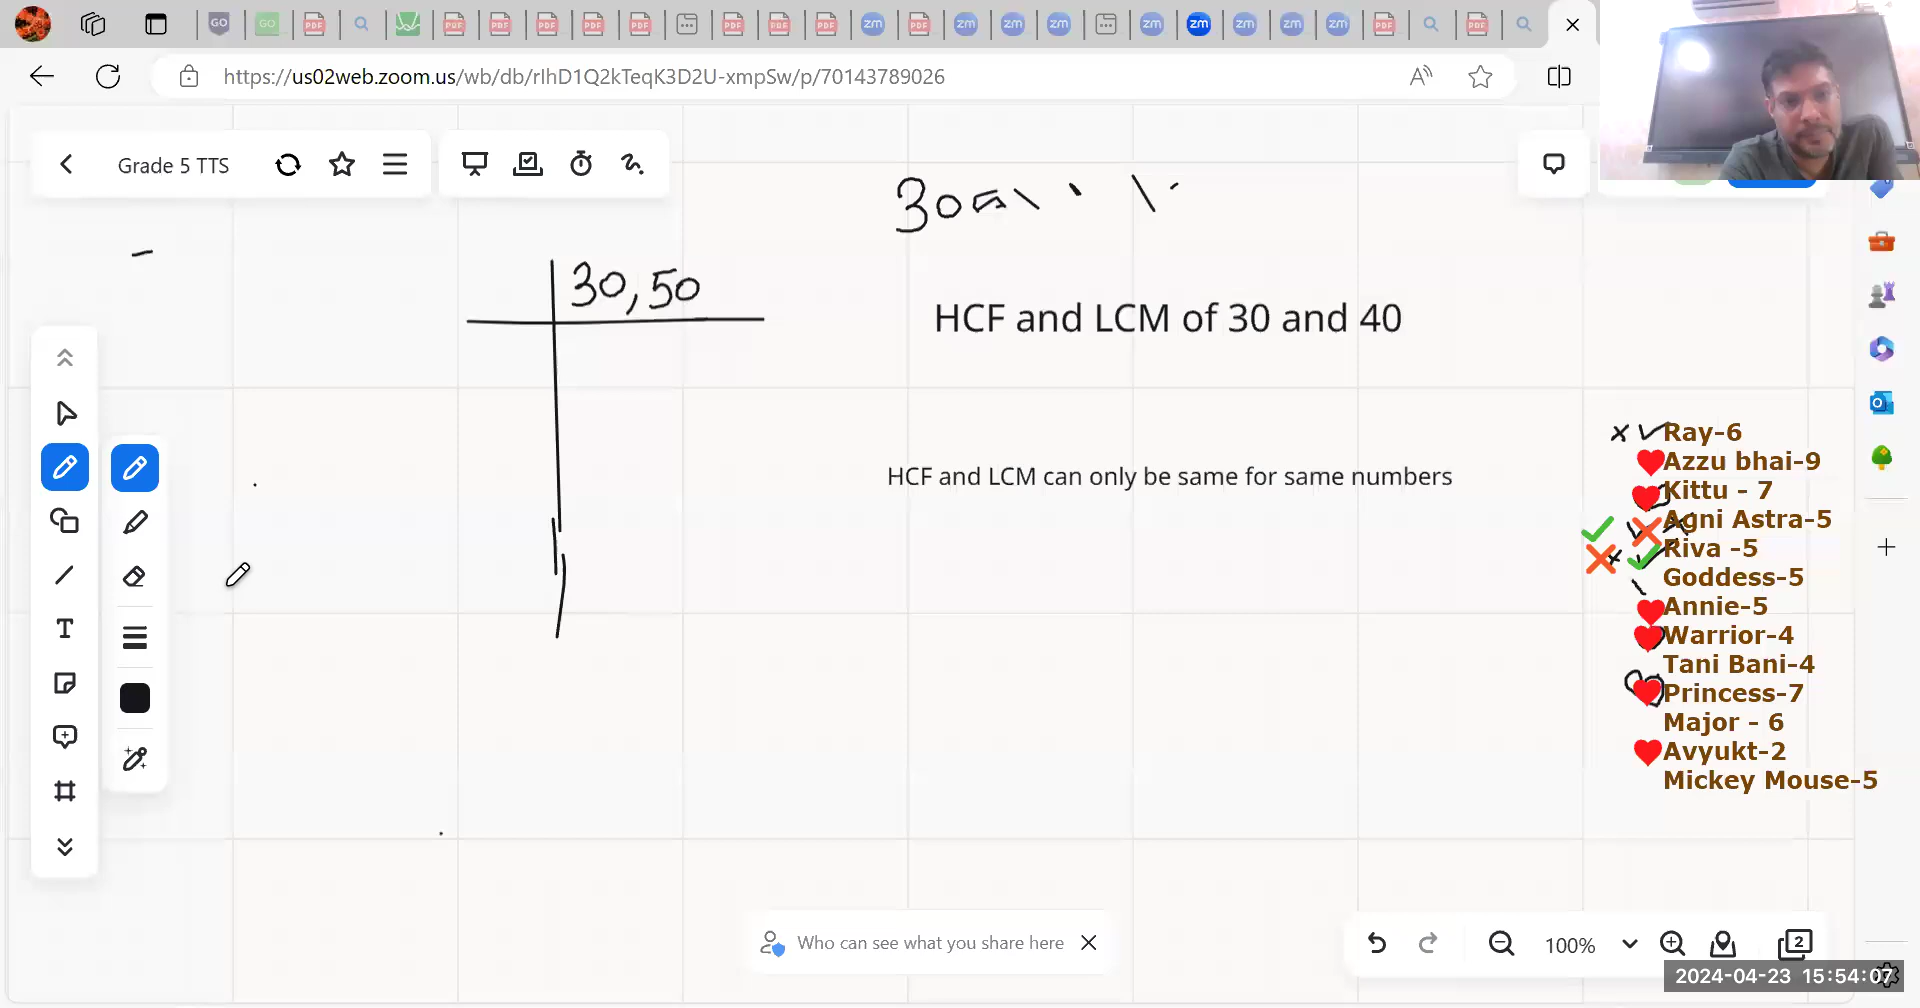 https://us02web.zoom.us/wb/db/rIhD1Q2kTeqK3D2U-xmpSw/p/70143789026
Grade 5 TTS
30
30,50
HCF and LCM of 30 and 40
HCF and LCM can only be same for same numbers
Ray-6
Azzu bhai-9
Kittu - 7
Agni Astra-5
Riva -5
Goddess-5
Annie-5
Warrior-4
Tani Bani-4
Princess-7
Major - 6
Avyukt-2
Mickey Mouse-5
Who can see what you share here
100%
2
2024-04-23 15:54:07